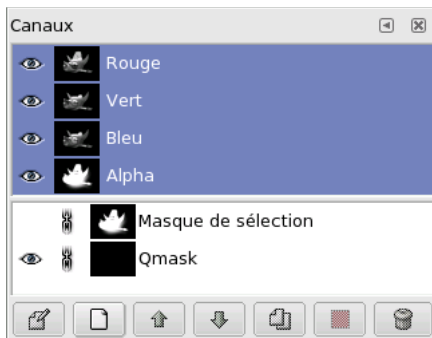 Canaux
Rouge
Vert
Bleu
Alpha
Masque de sélection
Qmask